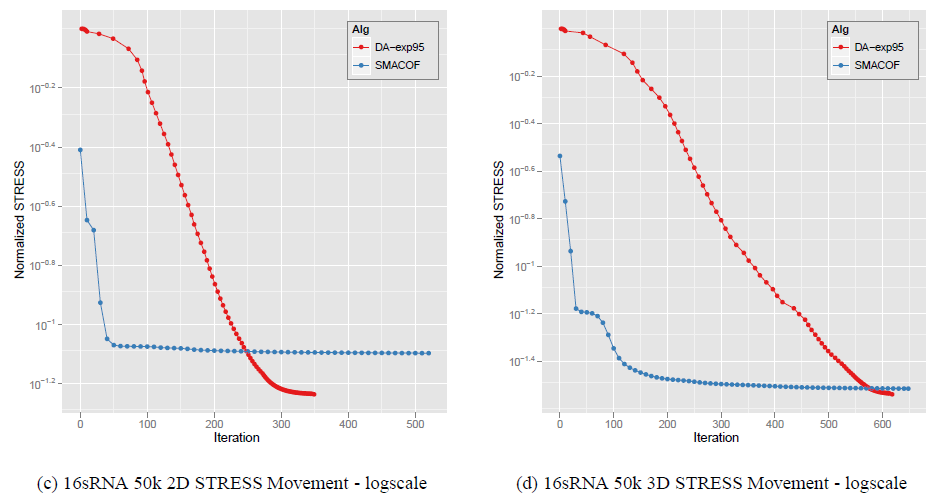 Alg
DA-exp95
SMACOF
Normalized STRESS
10^-0.2
10^-0.4
10^-0.6
10^-0.8
10^-1
10^-1.2
0 100 200 300 400 500
Iteration
(c) 16sRNA 50k 2D STRESS Movement - logscale
Alg
DA-exp95
SMACOF
Normalized STRESS
10^-0.2
10^-0.4
10^-0.6
10^-0.8
10^-1
10^-1.2
10^-1.4
0 100 200 300 400 500 600
Iteration
(d) 16sRNA 50k 3D STRESS Movement - logscale